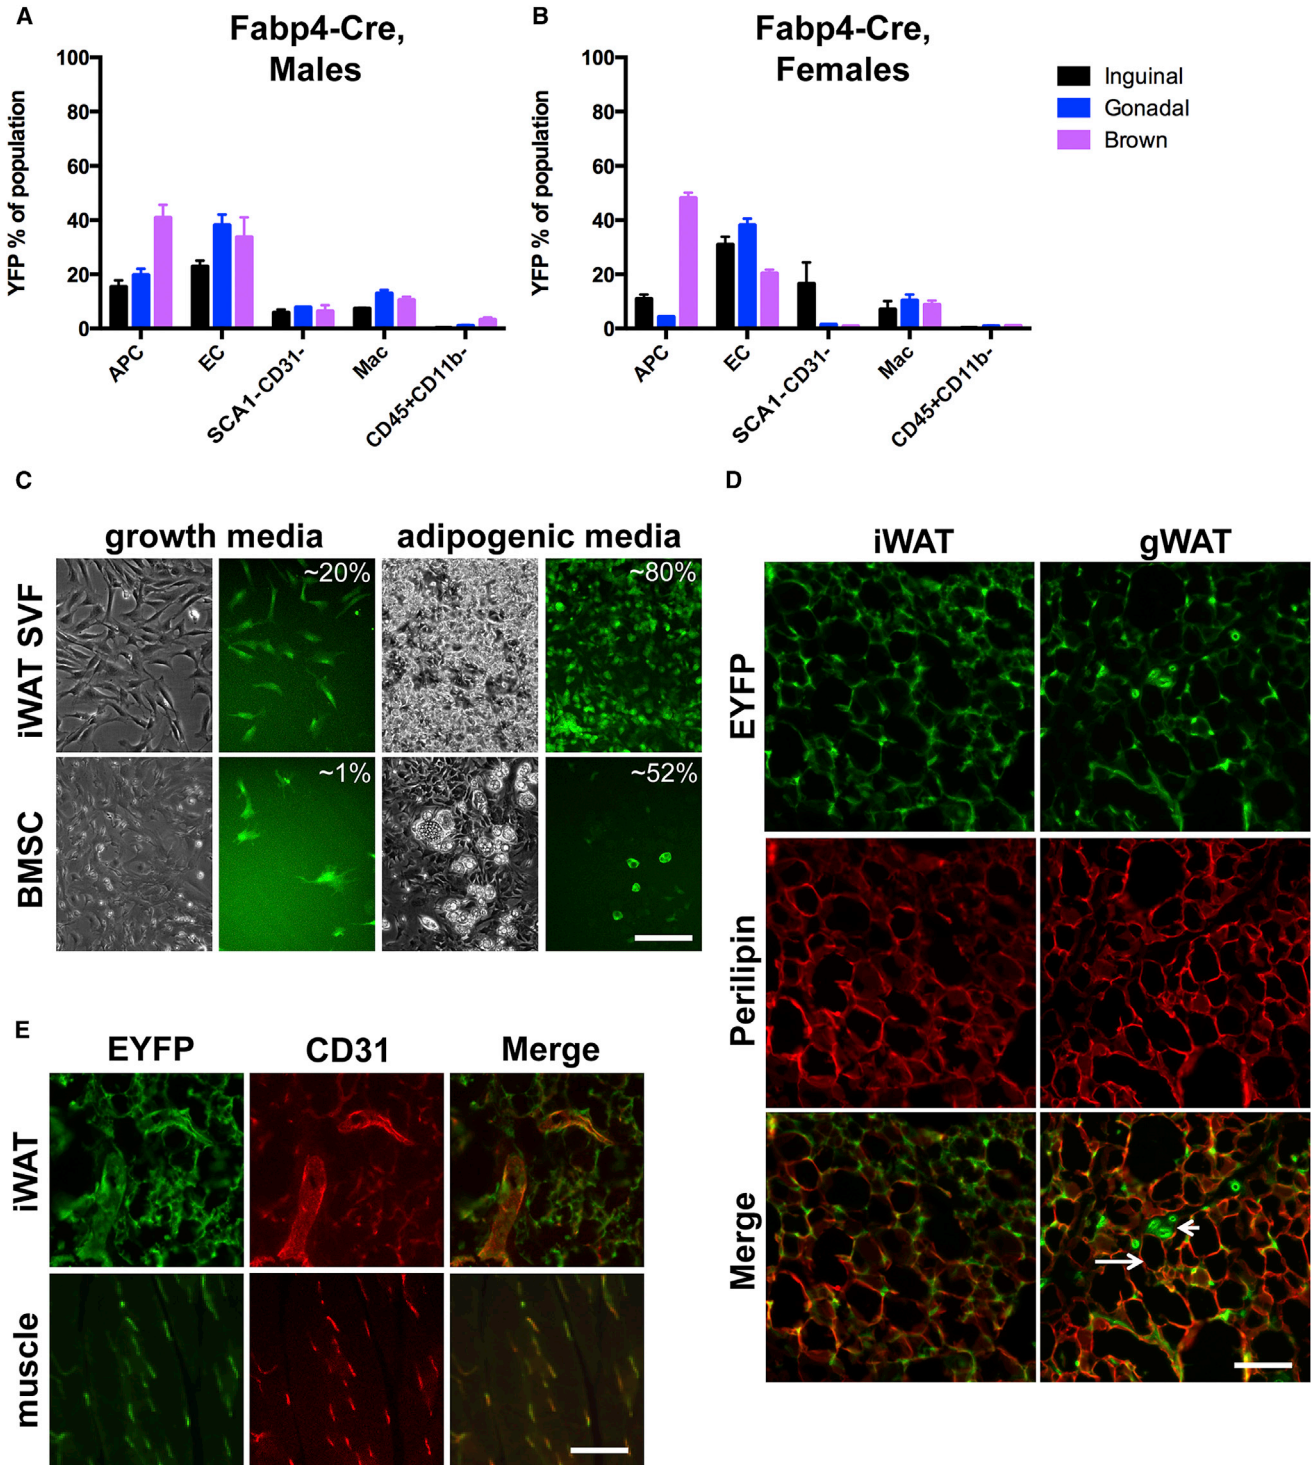 A
Fabp4-Cre,
Males
YFP % of population
100
80
60
40
20
0
APC
EC
SCA1-CD31-
Mac
CD45+CD11b-
B
Fabp4-Cre,
Females
YFP % of population
100
80
60
40
20
0
APC
EC
SCA1-CD31-
Mac
CD45+CD11b-
Inguinal
Gonadal
Brown
C
growth media
adipogenic media
iWAT SVF
~20%
~80%
BMSC
~1%
~52%
D
iWAT
gWAT
EYFP
Perilipin
Merge
E
EYFP
CD31
Merge
iWAT
muscle